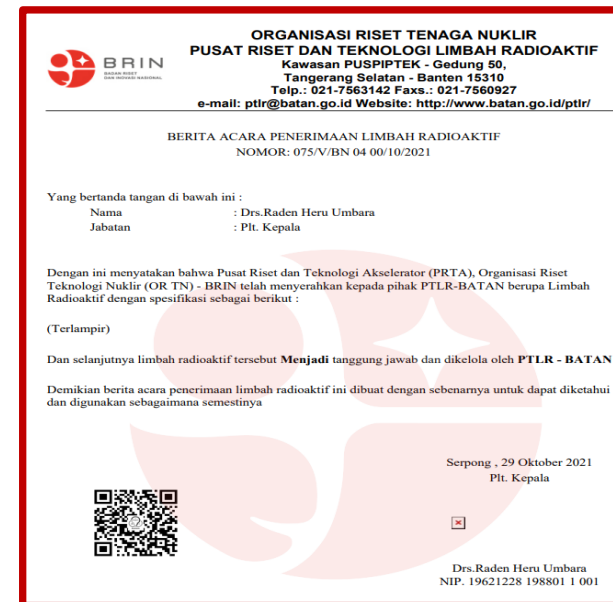 BRIN
BADAN RISET
DAN INOVASI NASIONAL
ORGANISASI RISET TENAGA NUKLIR
PUSAT RISET DAN TEKNOLOGI LIMBAH RADIOAKTIF
Kawasan PUSPIPTEK - Gedung 50,
Tangerang Selatan - Banten 15310
Telp.: 021-7563142 Faxs.: 021-7560927
e-mail: ptlr@batan.go.id Website: http://www.batan.go.id/ptlr/
BERITA ACARA PENERIMAAN LIMBAH RADIOAKTIF
NOMOR: 075/V/BN 04 00/10/2021
Yang bertanda tangan di bawah ini :
Nama : Drs.Raden Heru Umbara
Jabatan : Plt. Kepala
Dengan ini menyatakan bahwa Pusat Riset dan Teknologi Akselerator (PRTA), Organisasi Riset
Teknologi Nuklir (OR TN) - BRIN telah menyerahkan kepada pihak PTLR-BATAN berupa Limbah
Radioaktif dengan spesifikasi sebagai berikut :
(Terlampir)
Dan selanjutnya limbah radioaktif tersebut Menjadi tanggung jawab dan dikelola oleh PTLR - BATAN
Demikian berita acara penerimaan limbah radioaktif ini dibuat dengan sebenarnya untuk dapat diketahui
dan digunakan sebagaimana semestinya
Serpong , 29 Oktober 2021
Plt. Kepala
Drs.Raden Heru Umbara
NIP. 19621228 198801 1 001